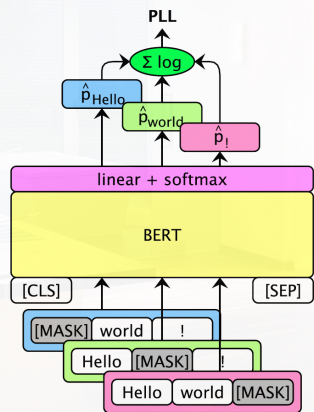 PLL
Σ log
p̂Hello
p̂world
p̂!
linear + softmax
BERT
[CLS] [SEP]
[MASK] world !
Hello [MASK] !
Hello world [MASK]